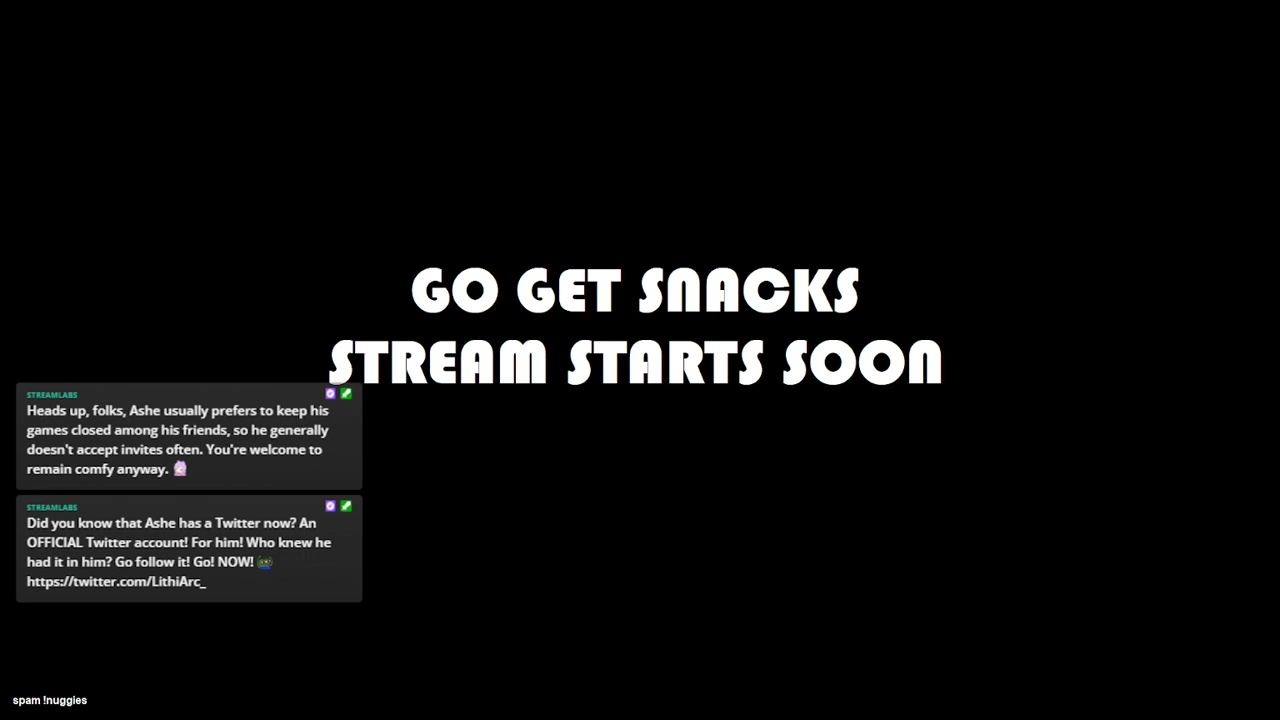 GO GET SNACKS
STREAM STARTS SOON
STREAMLABS
Heads up, folks, Ashe usually prefers to keep his
games closed among his friends, so he generally
doesn't accept invites often. You're welcome to
remain comfy anyway.
STREAMLABS
Did you know that Ashe has a Twitter now? An
OFFICIAL Twitter account! For him! Who knew he
had it in him? Go follow it! Go! NOW!
https://twitter.com/LithiArc_
spam !nuggies